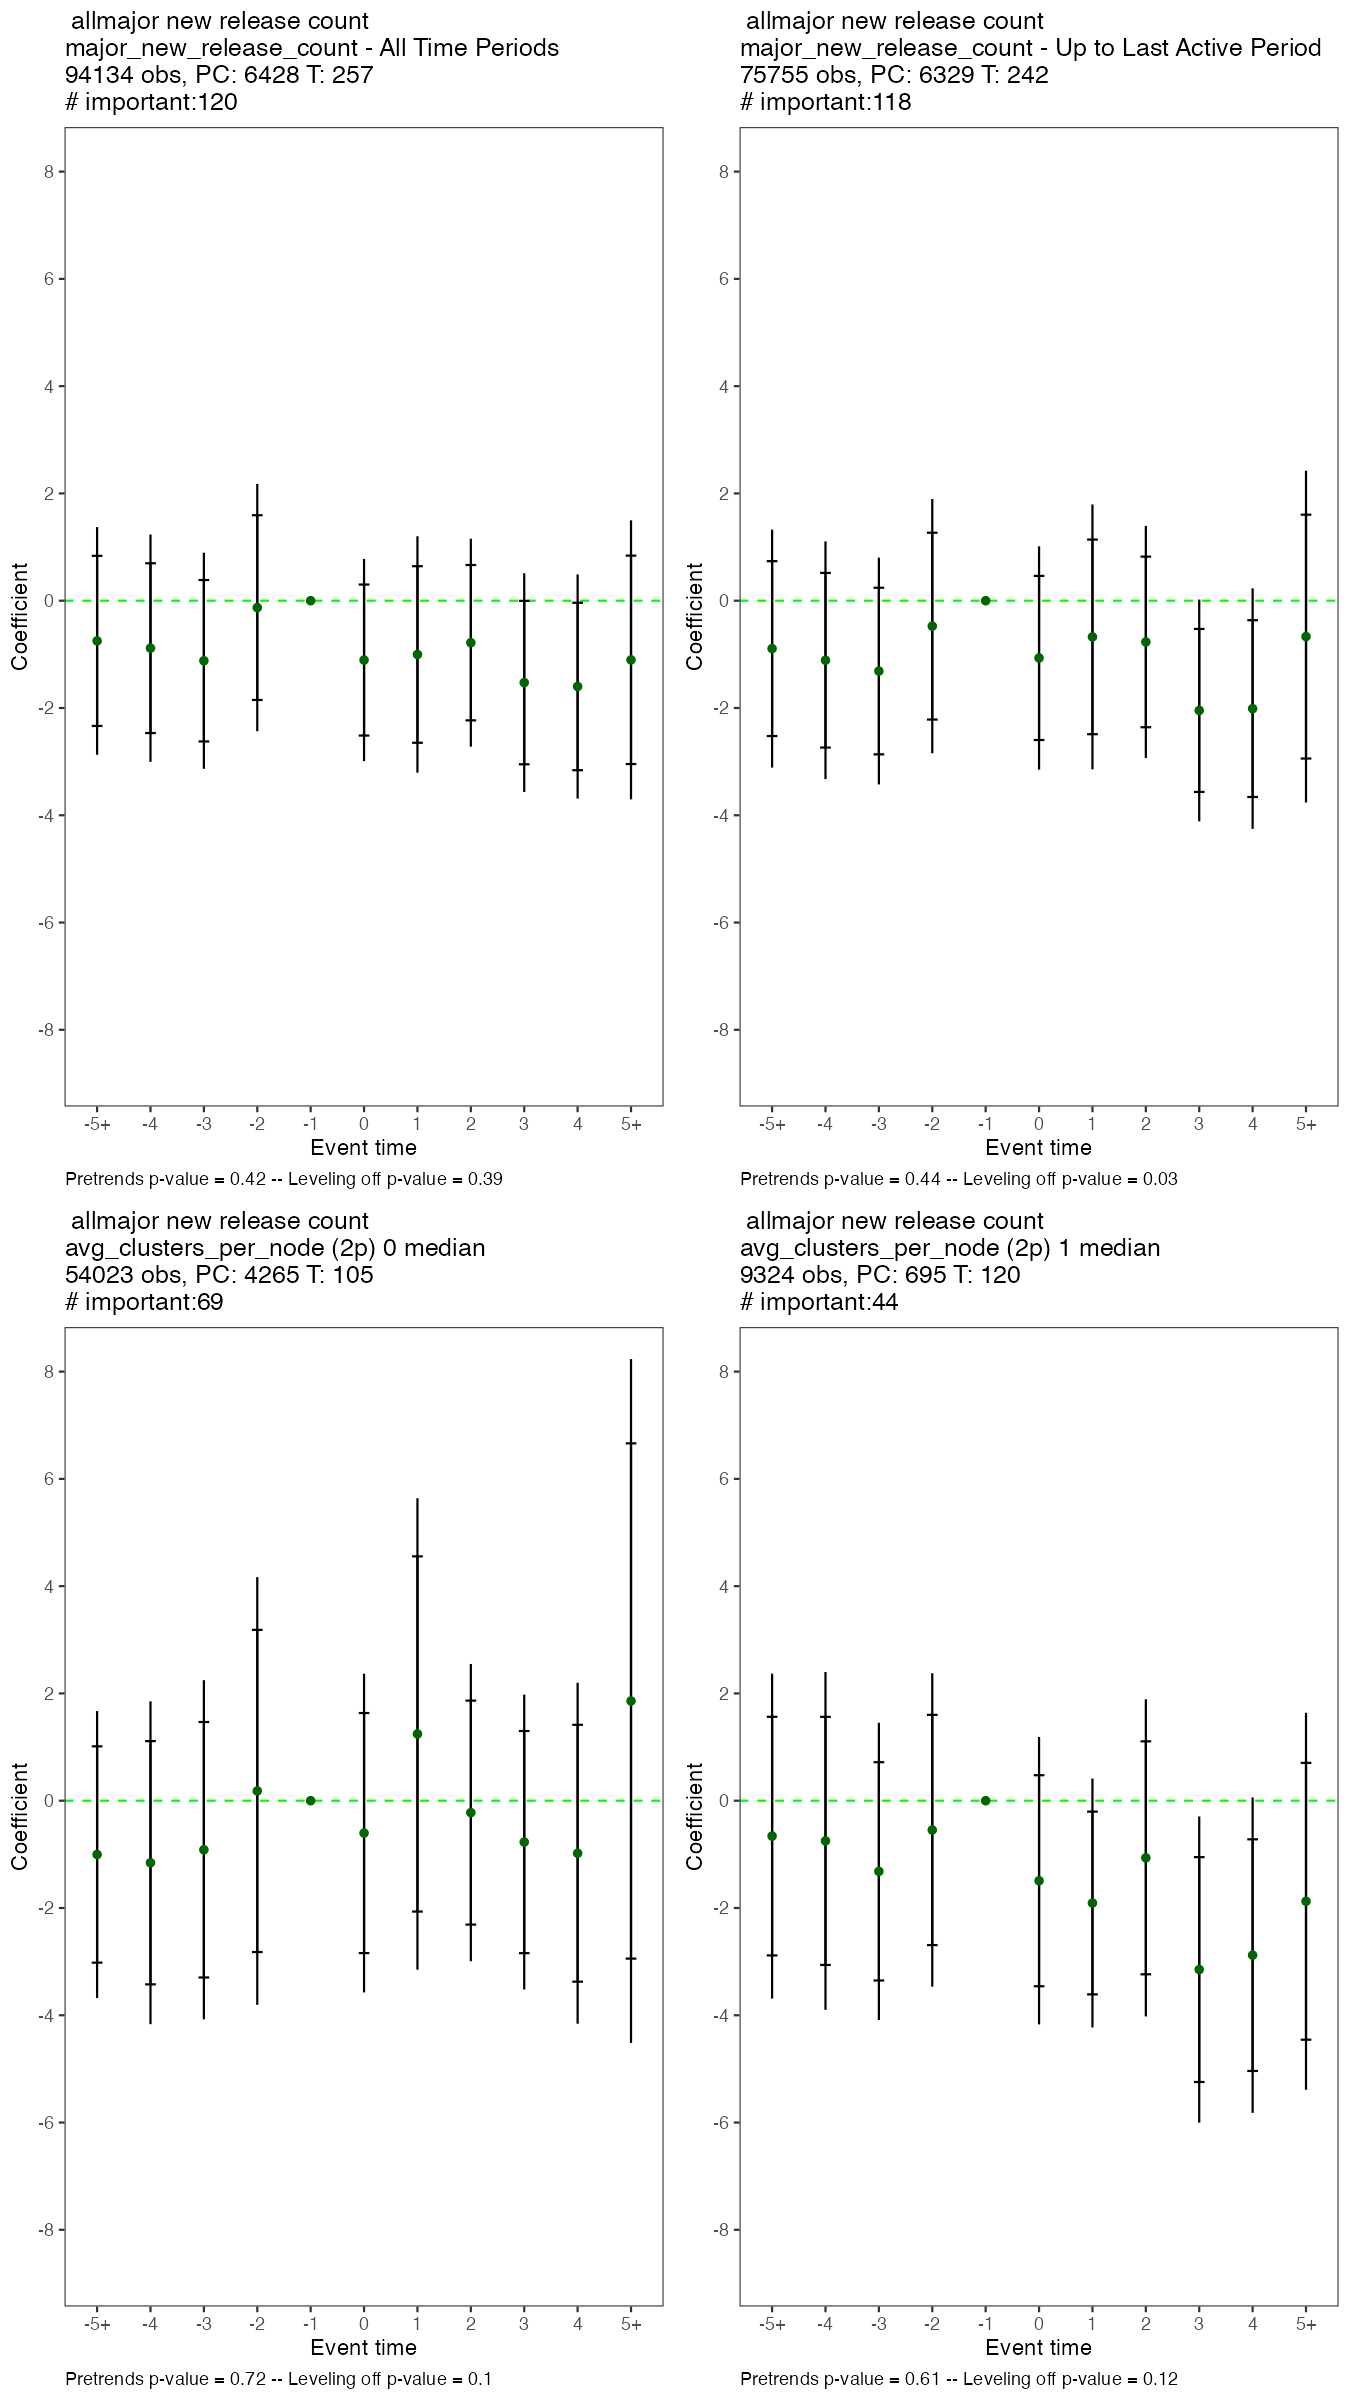 allmajor new release count
major_new_release_count - All Time Periods
94134 obs, PC: 6428 T: 257
# important:120
8
6
4
2
0
-2
-4
-6
-8
Coefficient
-5+ -4 -3 -2 -1 0 1 2 3 4 5+
Event time
Pretrends p-value = 0.42 -- Leveling off p-value = 0.39
allmajor new release count
major_new_release_count - Up to Last Active Period
75755 obs, PC: 6329 T: 242
# important:118
8
6
4
2
0
-2
-4
-6
-8
Coefficient
-5+ -4 -3 -2 -1 0 1 2 3 4 5+
Event time
Pretrends p-value = 0.44 -- Leveling off p-value = 0.03
allmajor new release count
avg_clusters_per_node (2p) 0 median
54023 obs, PC: 4265 T: 105
# important:69
8
6
4
2
0
-2
-4
-6
-8
Coefficient
-5+ -4 -3 -2 -1 0 1 2 3 4 5+
Event time
Pretrends p-value = 0.72 -- Leveling off p-value = 0.1
allmajor new release count
avg_clusters_per_node (2p) 1 median
9324 obs, PC: 695 T: 120
# important:44
8
6
4
2
0
-2
-4
-6
-8
Coefficient
-5+ -4 -3 -2 -1 0 1 2 3 4 5+
Event time
Pretrends p-value = 0.61 -- Leveling off p-value = 0.12